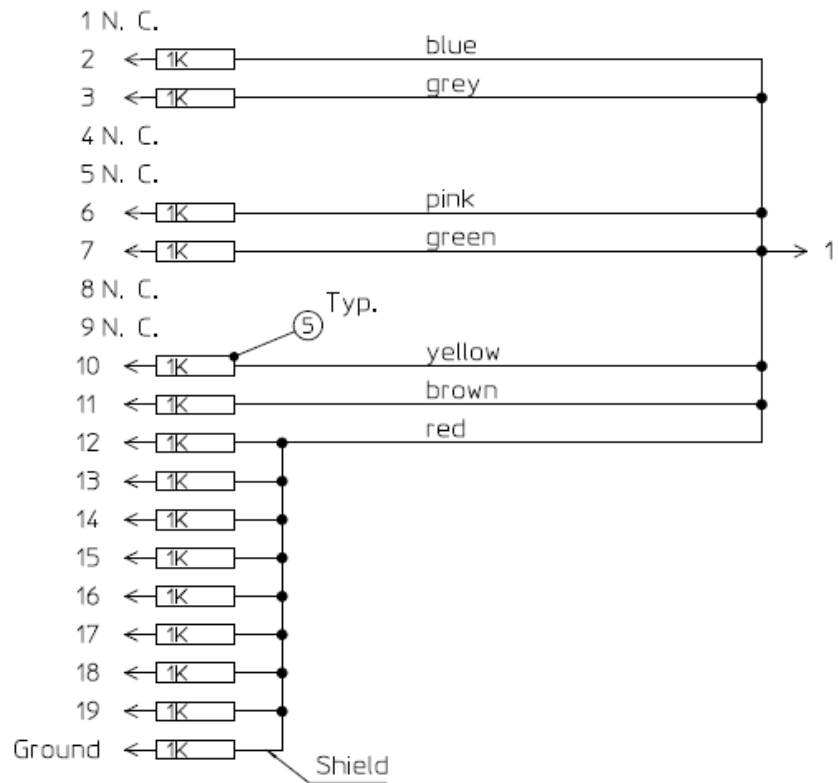 1 N. C.
2 1K blue
3 1K grey
4 N. C.
5 N. C.
6 1K pink
7 1K green 1
8 N. C.
Typ.
9 N. C. 5
10 1K yellow
11 1K brown
12 1K red
13 1K
14 1K
15 1K
16 1K
17 1K
18 1K
19 1K
Ground 1K
Shield